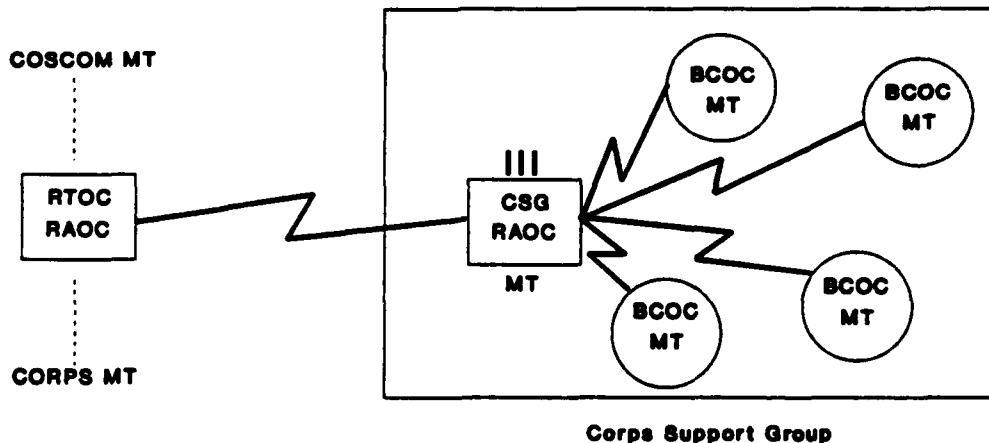 COSCOM MT
RTOC
RAOC
CORPS MT
III
CSG
RAOC
MT
BCOC
MT
BCOC
MT
BCOC
MT
BCOC
MT
Corps Support Group